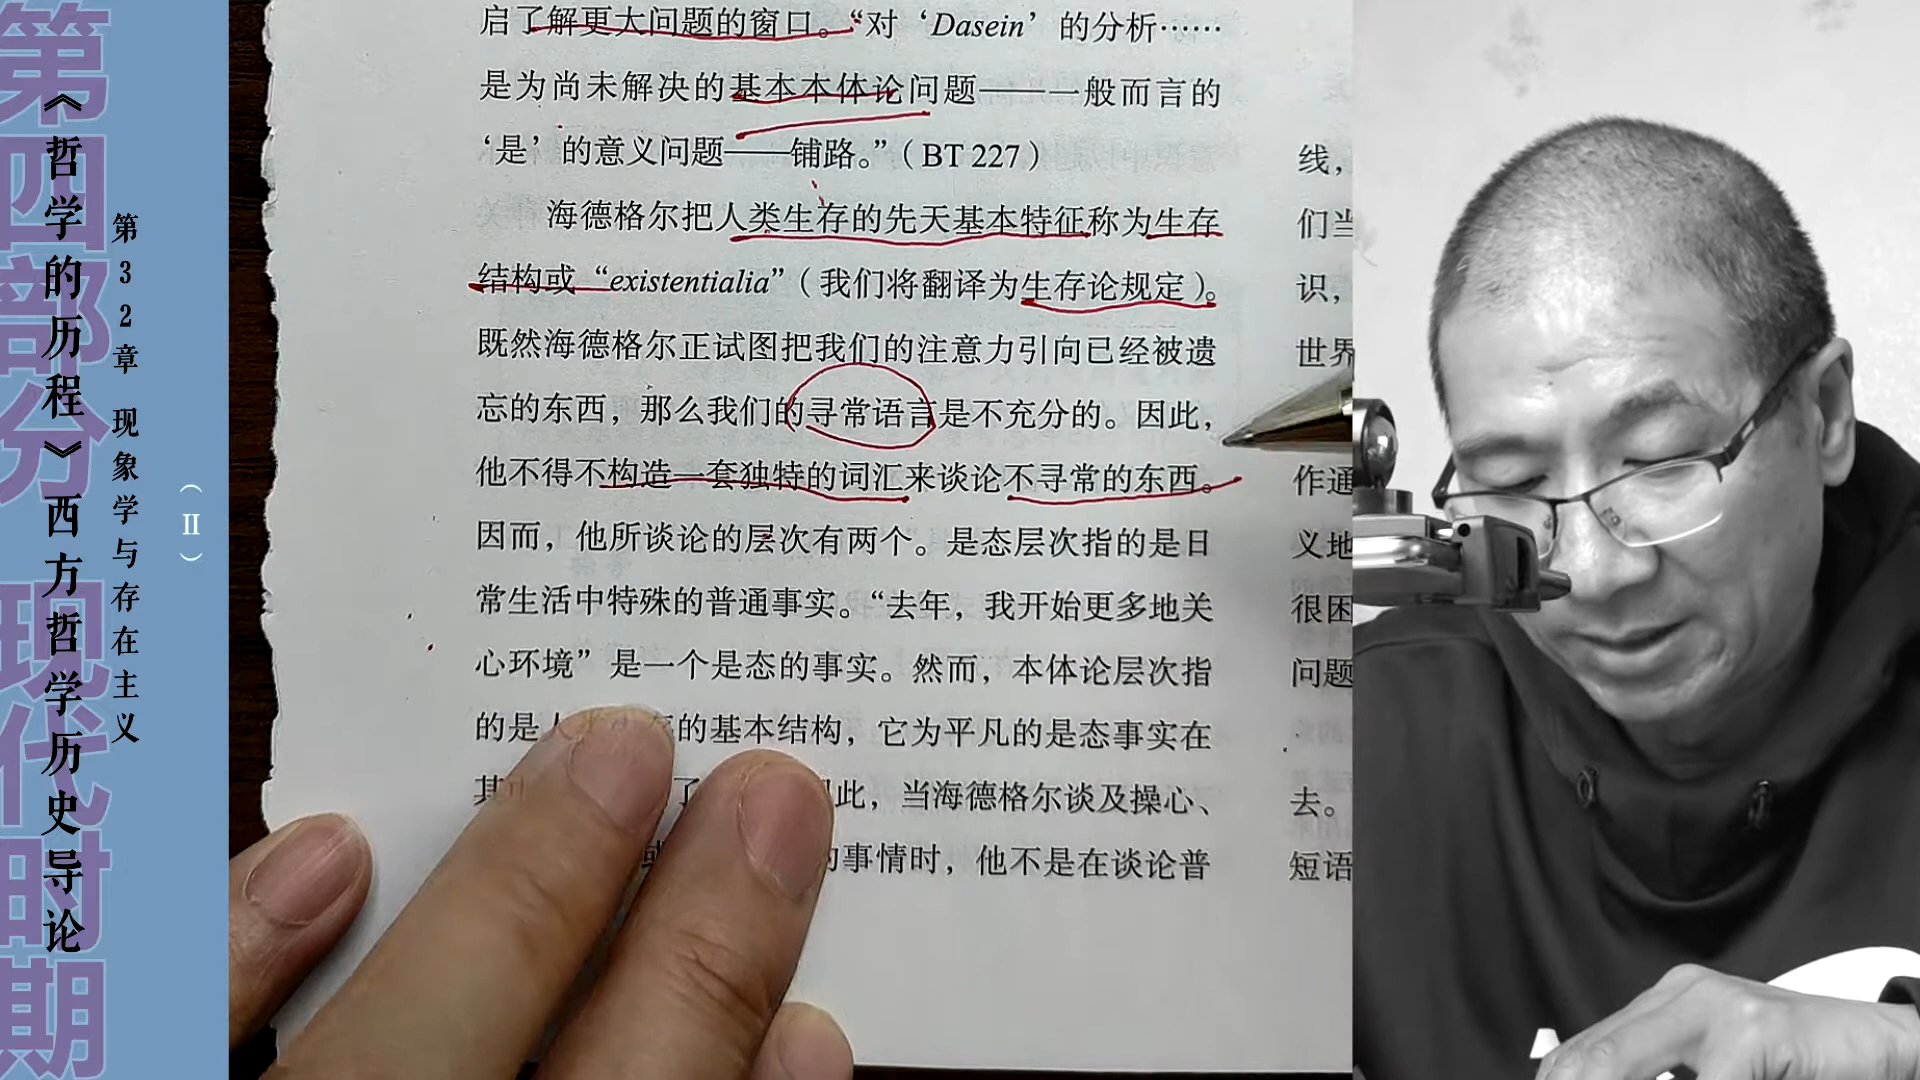 第四部分 现代时期
《哲学的历程》西方哲学历史导论
第32章 现象学与存在主义
（II）
启了解更大问题的窗口。“对‘Dasein’的分析……
是为尚未解决的基本本体论问题——一般而言的
‘是’的意义问题——铺路。”（BT 227）
海德格尔把人类生存的先天基本特征称为生存
结构或“existentialia”（我们将翻译为生存论规定）。
既然海德格尔正试图把我们的注意力引向已经被遗
忘的东西，那么我们的寻常语言是不充分的。因此，
他不得不构造一套独特的词汇来谈论不寻常的东西。
因而，他所谈论的层次有两个。是态层次指的是日
常生活中特殊的普通事实。“去年，我开始更多地关
心环境”是一个是态的事实。然而，本体论层次指
的是人 的基本结构，它为平凡的是态事实在
其 了 此，当海德格尔谈及操心、
的事情时，他不是在谈论普
线，
们当
识，
世界
作通
义地
很困
问题
去。
短语